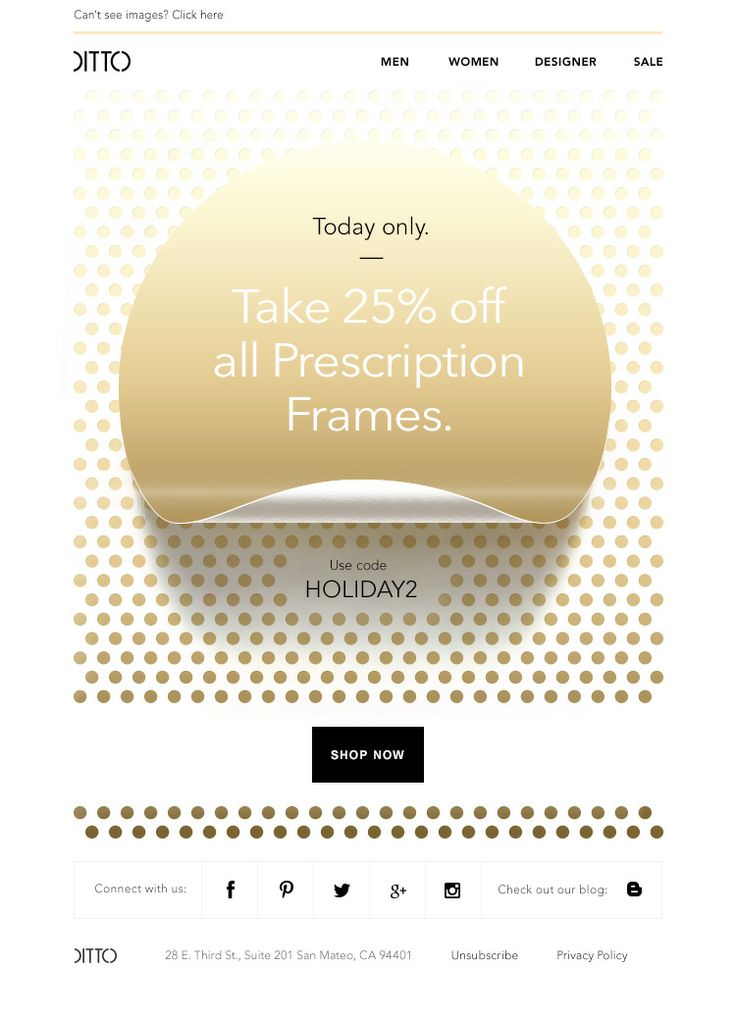 Can't see images? Click here
DITTO
MEN WOMEN DESIGNER SALE
Today only.
—
Take 25% off
all Prescription
Frames.
Use code
HOLIDAY2
SHOP NOW
Connect with us: Check out our blog:
DITTO 28 E. Third St., Suite 201 San Mateo, CA 94401 Unsubscribe Privacy Policy